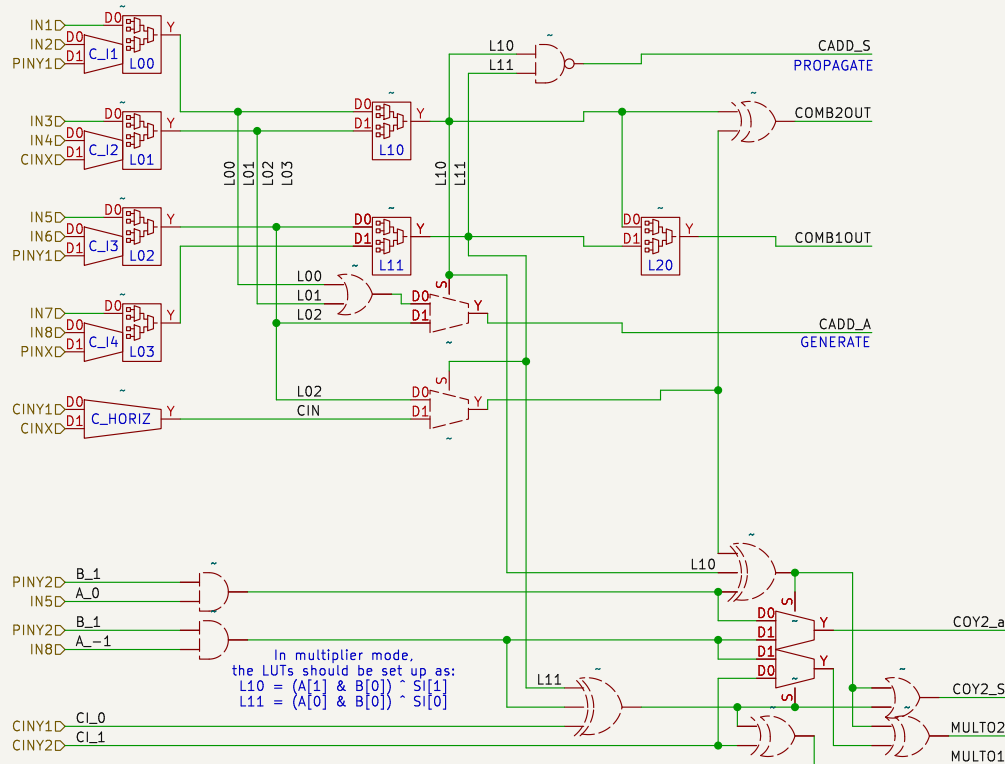 ~
IN1 D0 Y
IN2 D0
PINY1 D1 C_I1 L00
~
IN3 D0 Y
IN4 D0
CINX D1 C_I2 L01
~
IN5 D0 Y
IN6 D0
PINY1 D1 C_I3 L02
~
IN7 D0 Y
IN8 D0
PINX D1 C_I4 L03
~
CINY1 D0 C_HORIZ Y
CINX D1
L00
L01
L02
L03
~
D0 Y
D1
L10
~
D0 Y
D1
L11
L10
L11
L10
L11
~
CADD_S
PROPAGATE
~
COMB2OUT
D0 Y
D1
L20
COMB1OUT
L00
L01
~
L02
S
D0 Y
D1
~
CADD_A
GENERATE
L02
CIN
S
D0 Y
D1
~
PINY2 B_1
IN5 A_0
~
PINY2 B_1
IN8 A_-1
~
In multiplier mode,
the LUTs should be set up as:
L10 = (A[1] & B[0]) ^ SI[1]
L11 = (A[0] & B[0]) ^ SI[0]
CINY1 CI_0
CINY2 CI_1
L10
~
L11
~
S
D0 Y
D1
~
D1 Y
D0
~
S
~
~
~
COY2_a
COY2_S
MULTO2
MULTO1